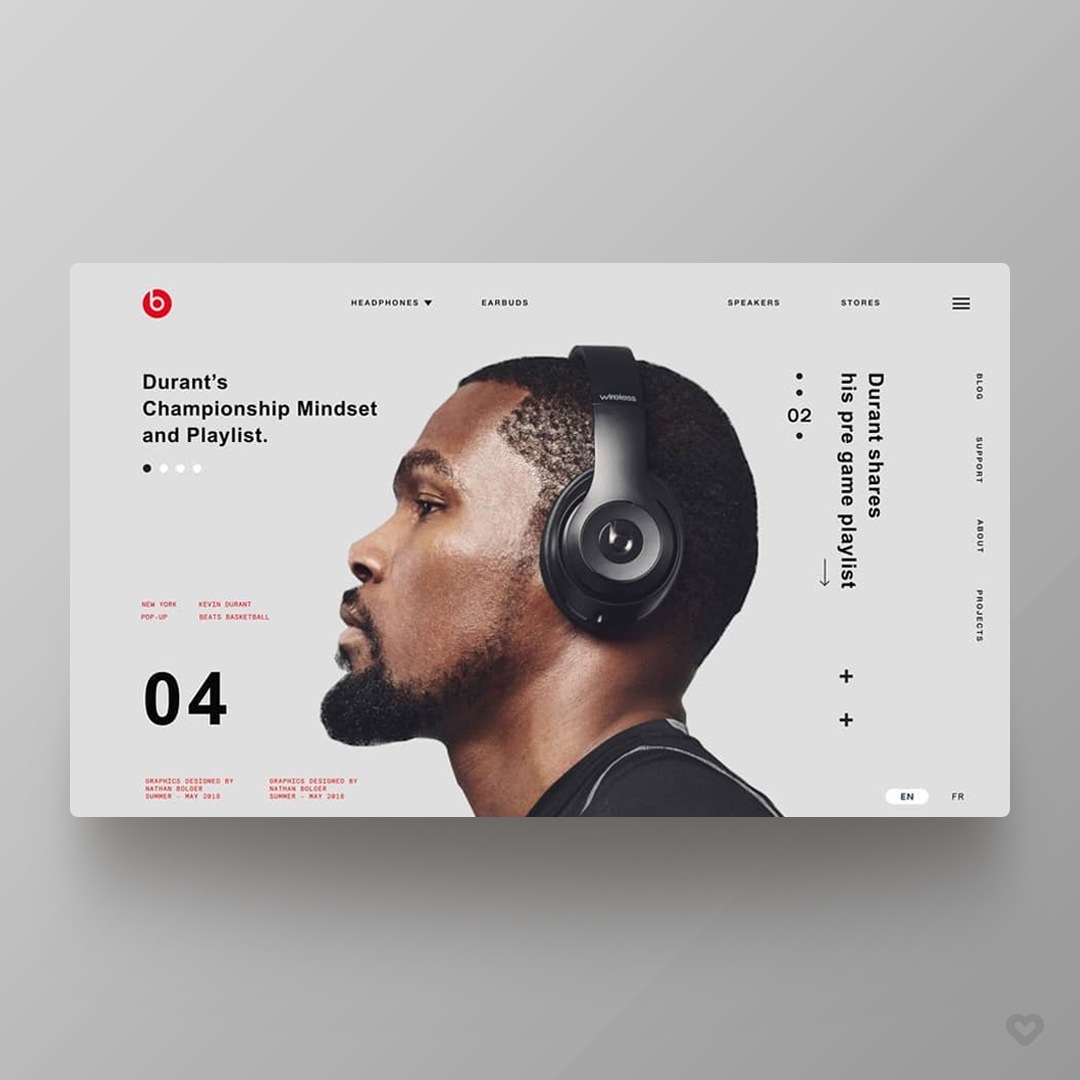 b
HEADPHONES
EARBUDS
SPEAKERS
STORES
Durant’s
Championship Mindset
and Playlist.
wireless
02
Durant shares
his pre game playlist
BLOG
SUPPORT
ABOUT
PROJECTS
NEW YORK
KEVIN DURANT
POP-UP
BEATS BASKETBALL
04
GRAPHICS DESIGNED BY
NATHAN BOLGER
SUMMER - MAY 2018
GRAPHICS DESIGNED BY
NATHAN BOLGER
SUMMER - MAY 2018
+
+
EN
FR